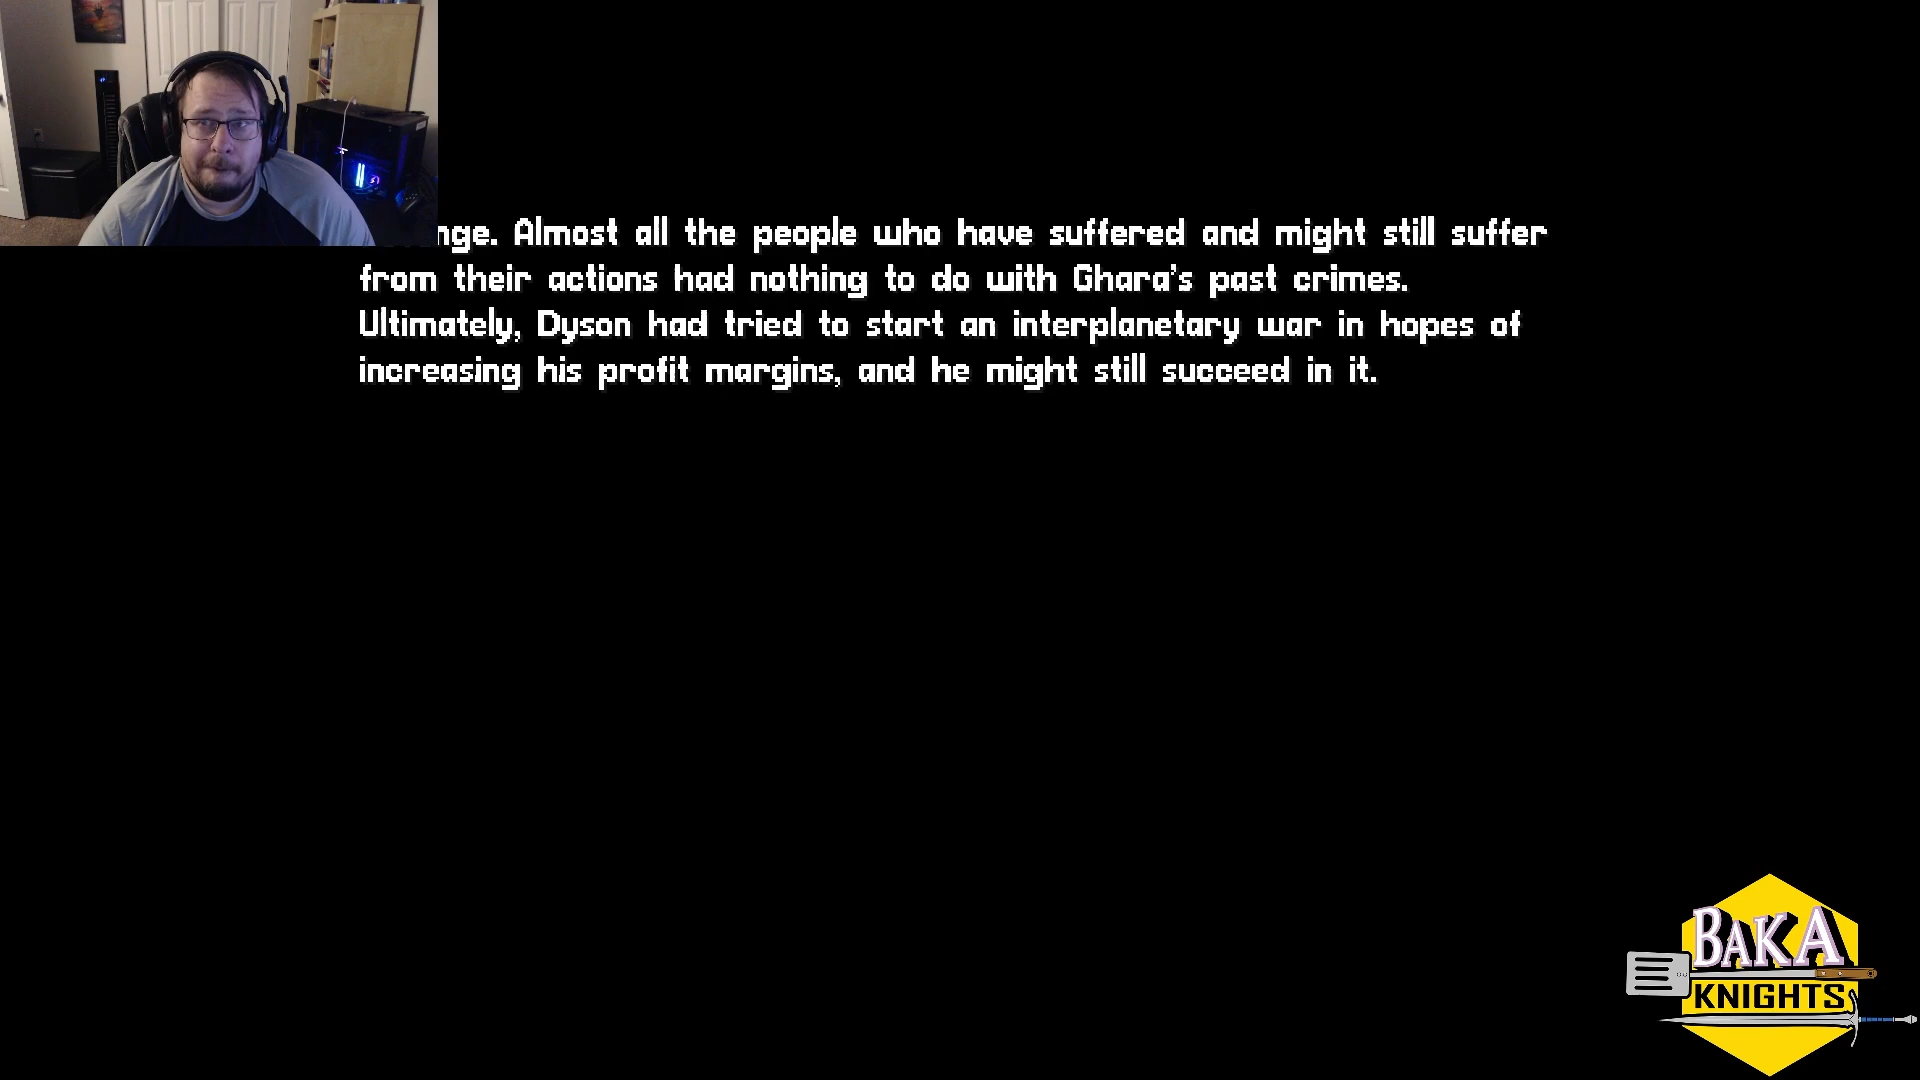 Almost all the people who have suffered and might still suffer
from their actions had nothing to do with Ghara's past crimes.
Ultimately, Dyson had tried to start an interplanetary war in hopes of
increasing his profit margins, and he might still succeed in it.
BAKA
KNIGHTS